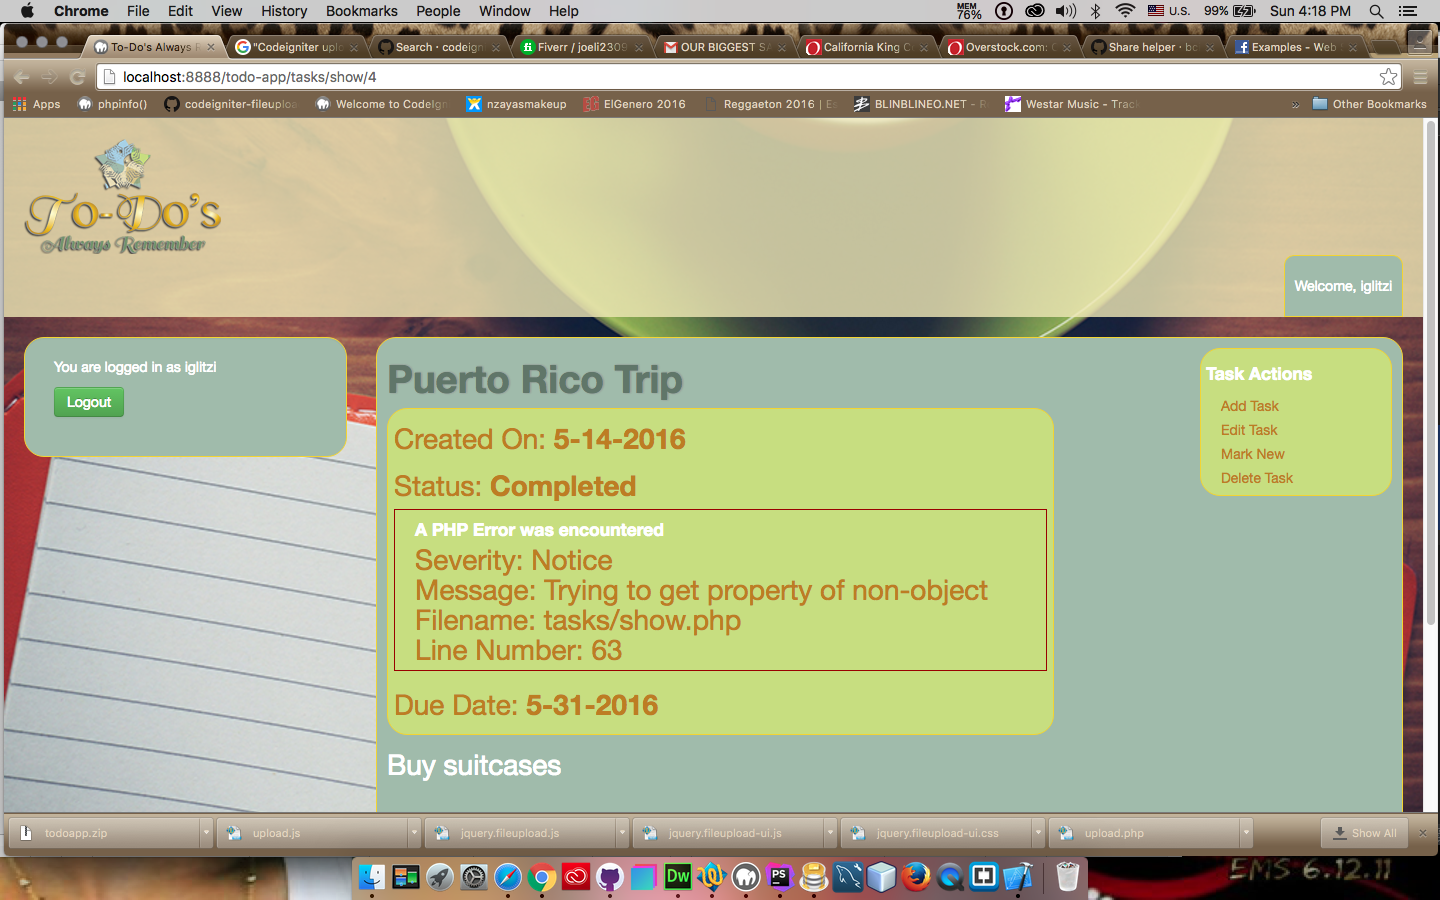 Chrome File Edit View History Bookmarks People Window Help
MEM 76% U.S. 99% Sun 4:18 PM
To-Do's Always R
"Codeigniter uplo
Search · codeign
Fiverr / joeli2309
OUR BIGGEST SA
California King C
Overstock.com: C
Share helper · bc
Examples - Web
localhost:8888/todo-app/tasks/show/4
Apps phpinfo() codeigniter-fileuploa Welcome to CodeIgn nzayasmakeup ElGenero 2016 Reggaeton 2016 | Es BLINBLINEO.NET - R Westar Music - Track » Other Bookmarks
To-Do's
Always Remember
Welcome, iglitzi
You are logged in as iglitzi
Logout
Puerto Rico Trip
Created On: 5-14-2016
Status: Completed
A PHP Error was encountered
Severity: Notice
Message: Trying to get property of non-object
Filename: tasks/show.php
Line Number: 63
Due Date: 5-31-2016
Buy suitcases
Task Actions
Add Task
Edit Task
Mark New
Delete Task
todoapp.zip upload.js jquery.fileupload.js jquery.fileupload-ui.js jquery.fileupload-ui.css upload.php Show All
Dw
PS
EMS 6.12.11